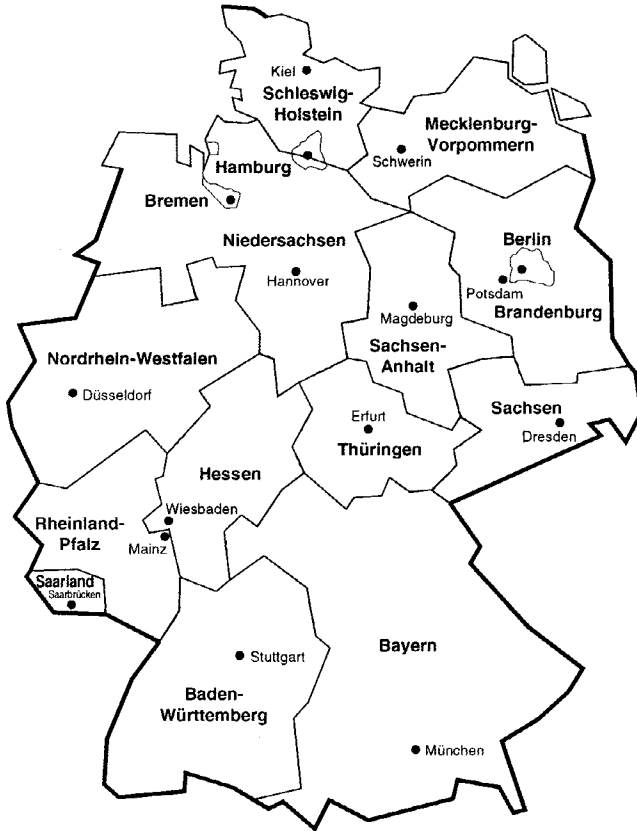 Kiel
Schleswig-
Holstein
Mecklenburg-
Vorpommern
Schwerin
Hamburg
Bremen
Niedersachsen
Hannover
Berlin
Potsdam
Brandenburg
Magdeburg
Sachsen-
Anhalt
Nordrhein-Westfalen
Düsseldorf
Erfurt
Thüringen
Sachsen
Dresden
Hessen
Wiesbaden
Rheinland-
Pfalz
Mainz
Saarland
Saarbrücken
Stuttgart
Baden-
Württemberg
Bayern
München